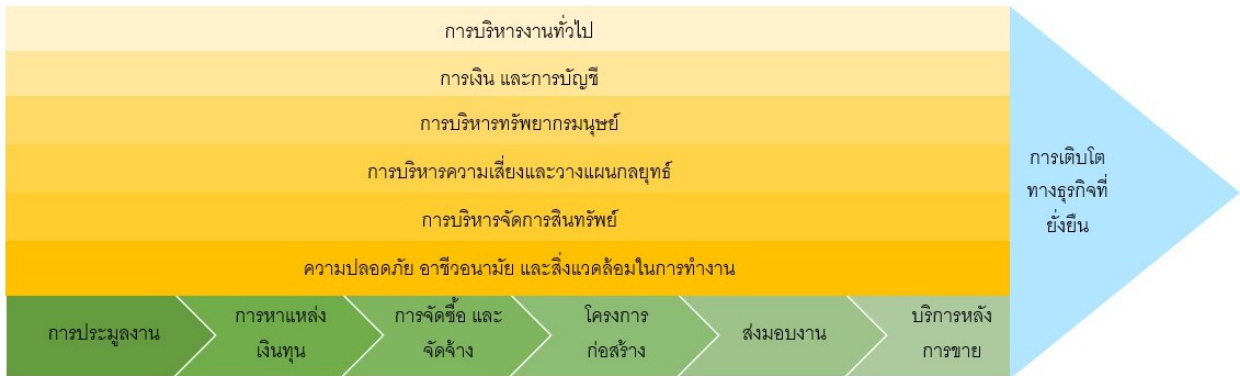 การบริหารงานทั่วไป
การเงิน และการบัญชี
การบริหารทรัพยากรมนุษย์
การบริหารความเสี่ยงและวางแผนกลยุทธ์
การบริหารจัดการสินทรัพย์
ความปลอดภัย อาชีวอนามัย และสิ่งแวดล้อมในการทำงาน
การประมูลงาน
การหาแหล่ง
เงินทุน
การจัดซื้อ และ
จัดจ้าง
โครงการ
ก่อสร้าง
ส่งมอบงาน
บริการหลัง
การขาย
การเติบโต
ทางธุรกิจที่
ยั่งยืน